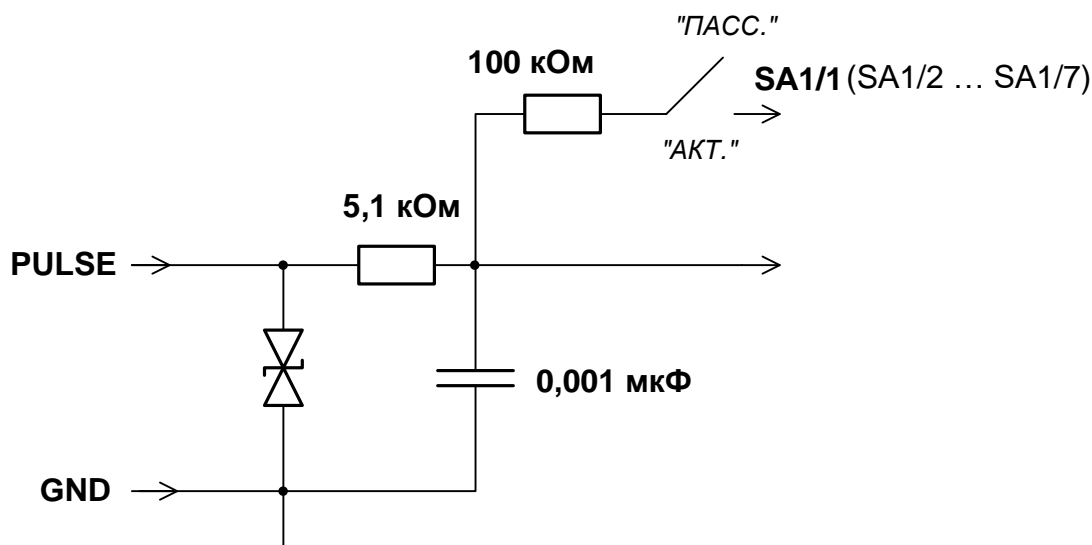 "ПАСС."
100 кОм
SA1/1 (SA1/2 ... SA1/7)
"АКТ."
5,1 кОм
PULSE
0,001 мкФ
GND